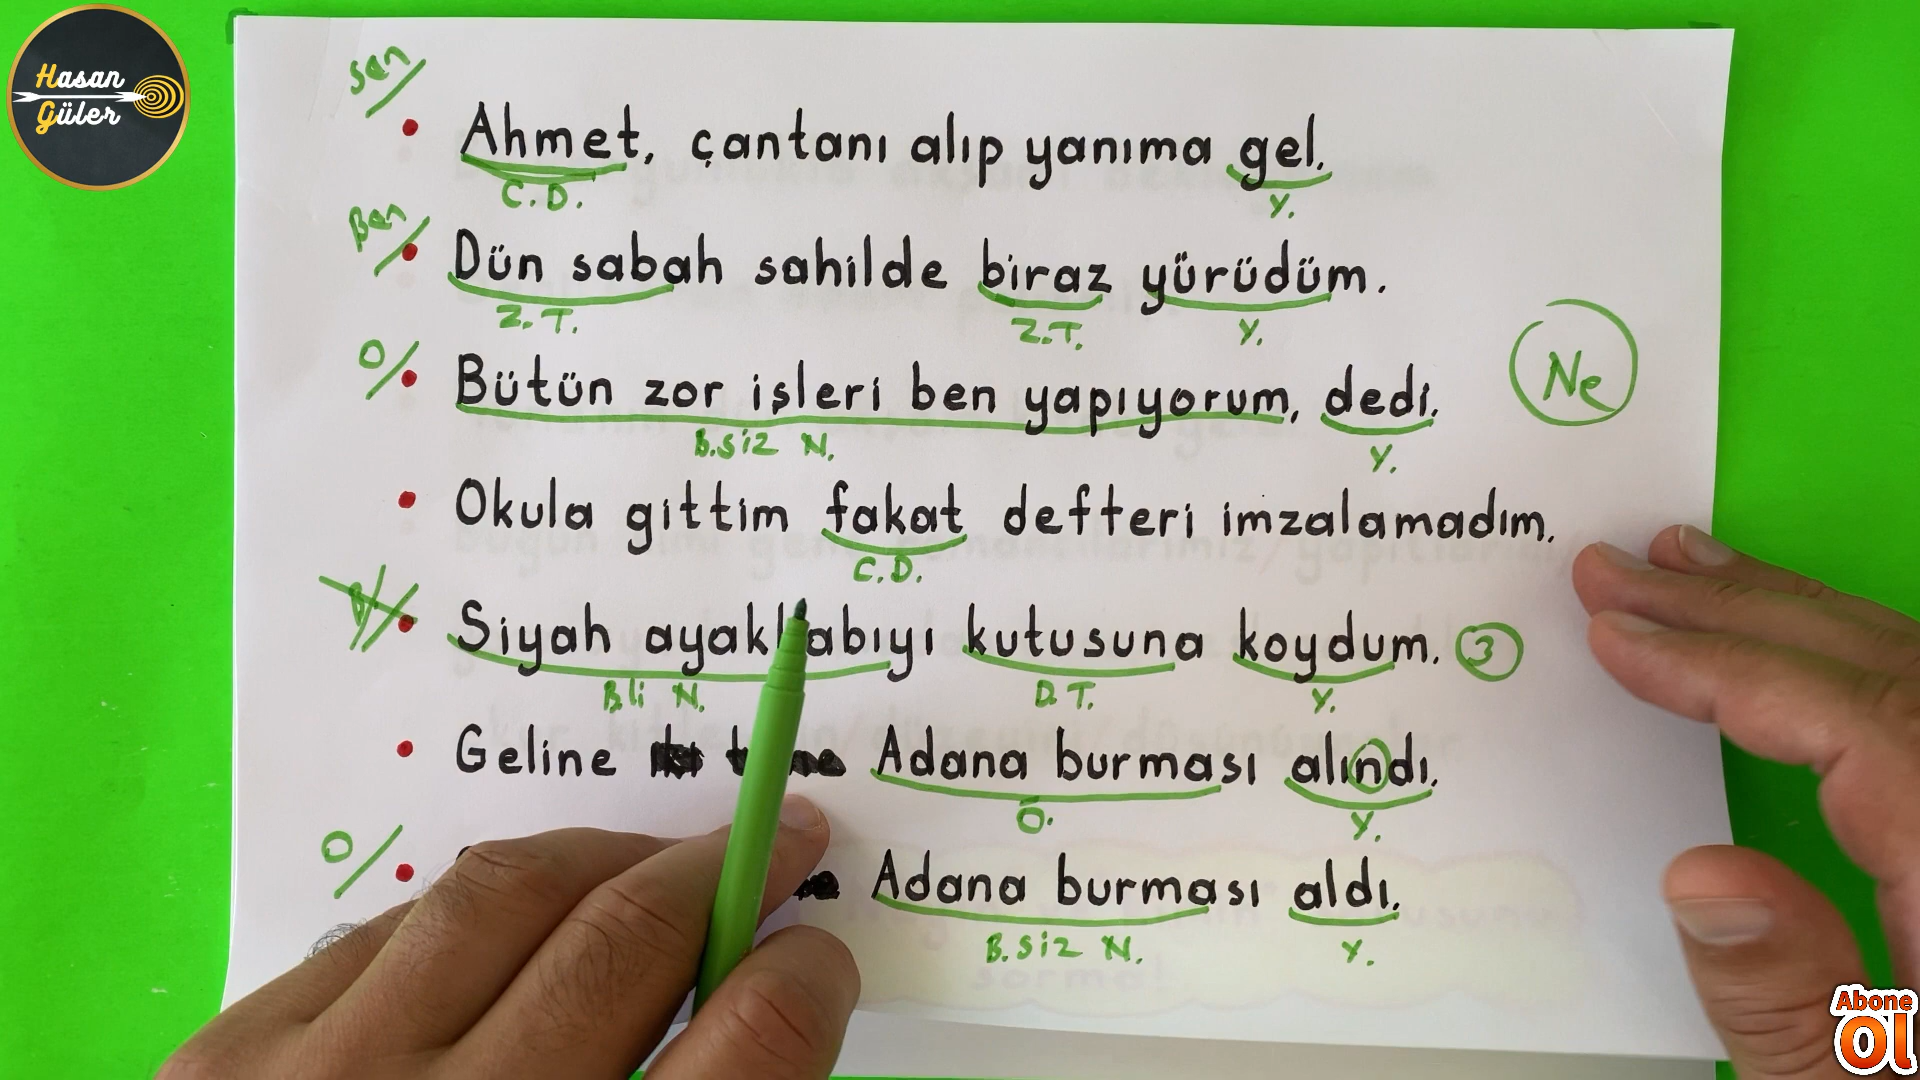 Hasan
Güler
Sen
Ahmet, çantanı alıp yanıma gel.
C.D. Y.
Ben
Dün sabah sahilde biraz yürüdüm.
Z.T. Z.T. Y.
O
Bütün zor işleri ben yapıyorum, dedi.
B.siz N. Y.
Ne
Okula gittim fakat defteri imzalamadım.
C.D.
Siyah ayakkabıyı kutusuna koydum. 3
B.li N. D.T. Y.
Geline Adana burması alındı.
Ö. Y.
O
Adana burması aldı.
B.siz N. Y.
Abone
Ol